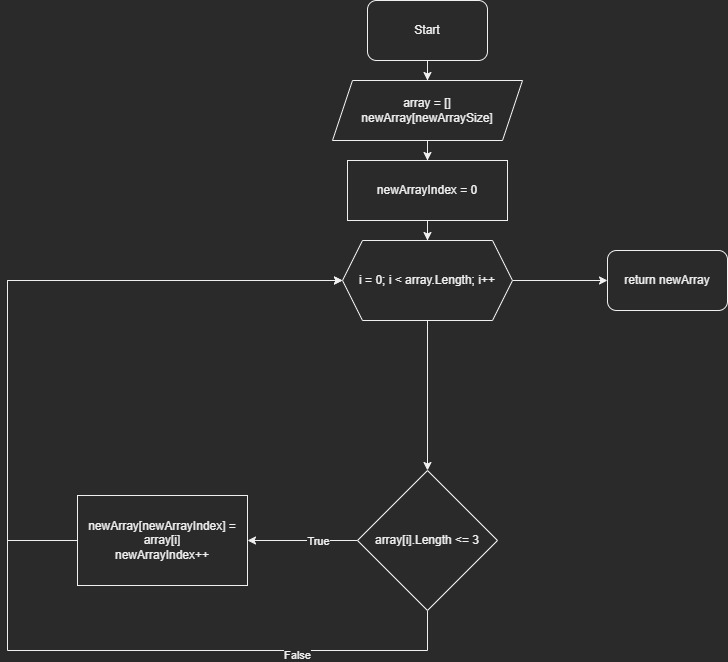 Start
array = []
newArray[newArraySize]
newArrayIndex = 0
i = 0; i < array.Length; i++
return newArray
newArray[newArrayIndex] =
array[i]
newArrayIndex++
True
array[i].Length <= 3
False